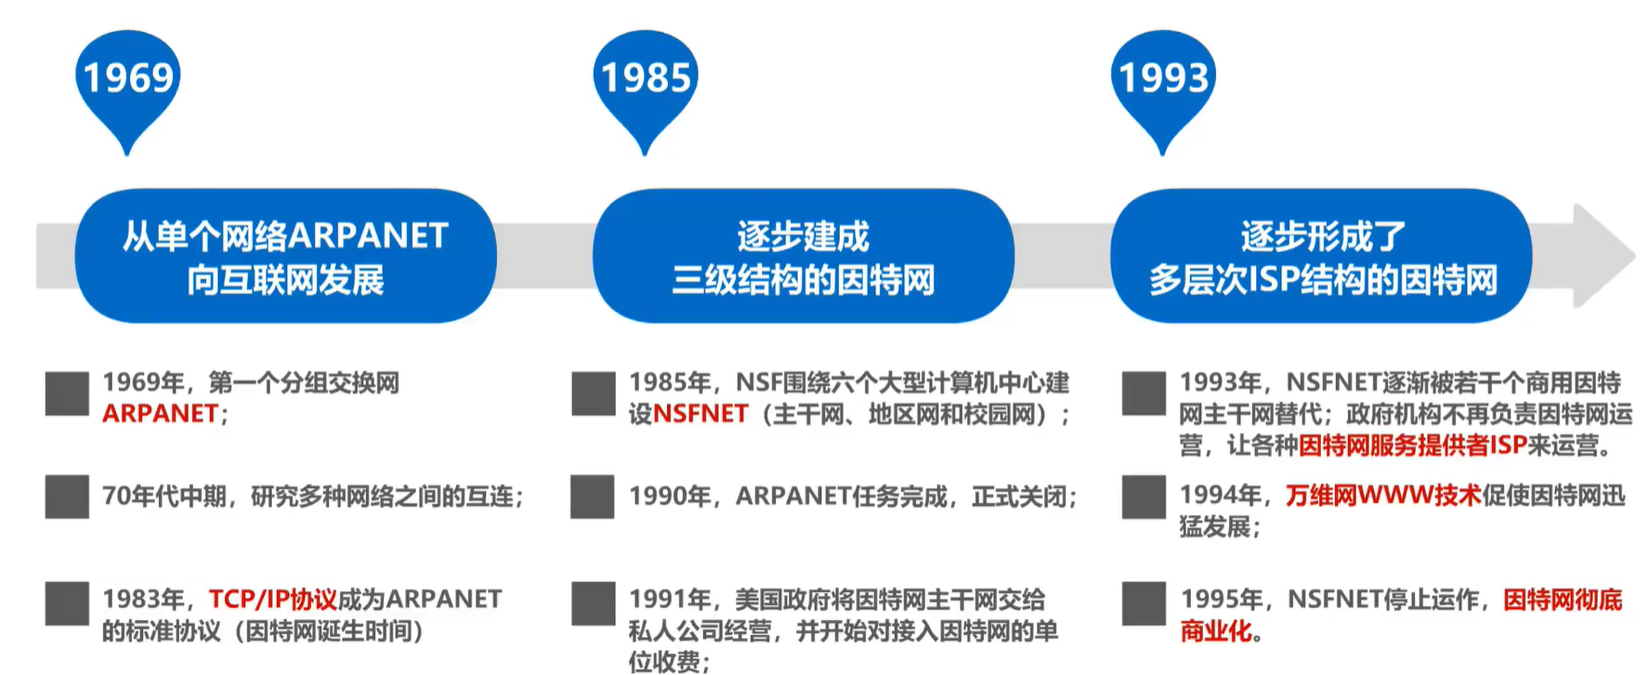 1969
从单个网络ARPANET
向互联网发展
1969年，第一个分组交换网
ARPANET；
70年代中期，研究多种网络之间的互连；
1983年，TCP/IP协议成为ARPANET
的标准协议（因特网诞生时间）
1985
逐步建成
三级结构的因特网
1985年，NSF围绕六个大型计算机中心建
设NSFNET（主干网、地区网和校园网）；
1990年，ARPANET任务完成，正式关闭；
1991年，美国政府将因特网主干网交给
私人公司经营，并开始对接入因特网的单
位收费；
1993
逐步形成了
多层次ISP结构的因特网
1993年，NSFNET逐渐被若干个商用因特
网主干网替代；政府机构不再负责因特网运
营，让各种因特网服务提供者ISP来运营。
1994年，万维网WWW技术促使因特网迅
猛发展；
1995年，NSFNET停止运作，因特网彻底
商业化。